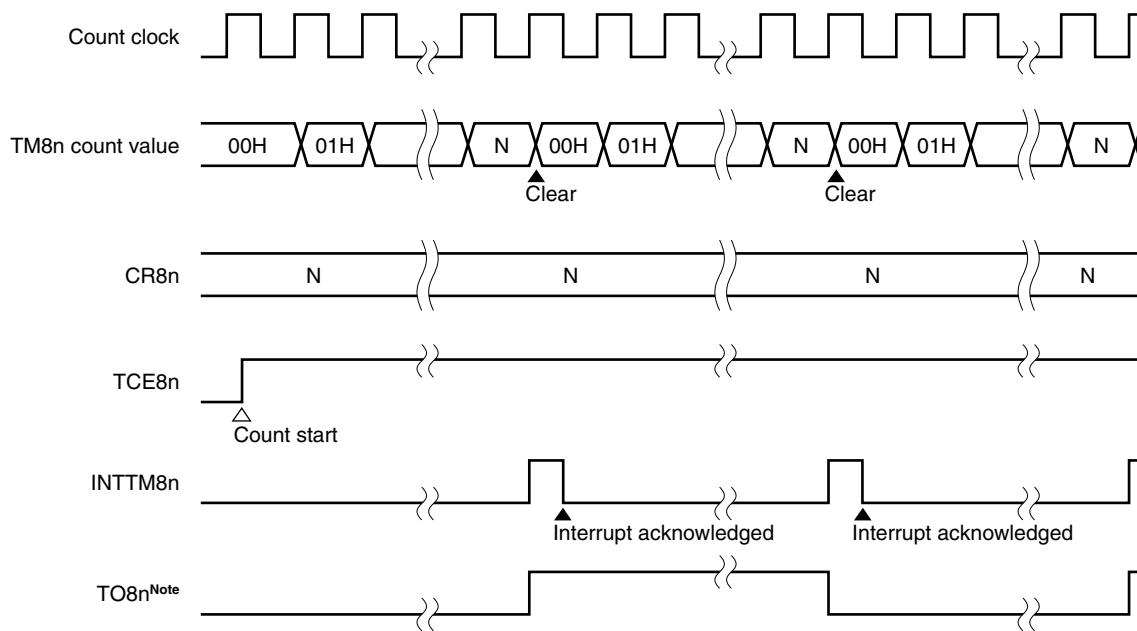 Count clock
TM8n count value 00H 01H N 00H 01H N 00H 01H N
Clear Clear
CR8n N N N N
TCE8n
Count start
INTTM8n
Interrupt acknowledged Interrupt acknowledged
TO8nNote